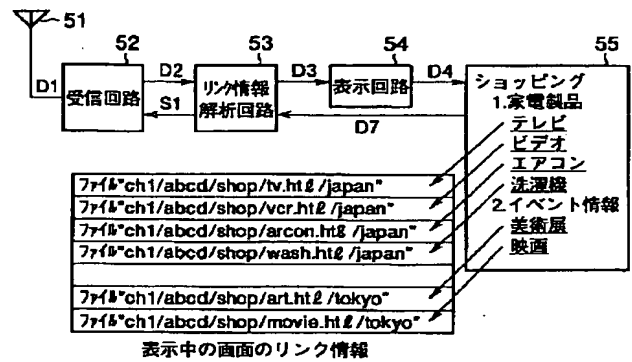 51
52
53
54
55
D1
受信回路
D2
S1
リンク情報
解析回路
D3
表示回路
D4
D7
ショッピング
1.家電製品
テレビ
ビデオ
エアコン
洗濯機
2.イベント情報
美術展
映画
ファイル"ch1/abcd/shop/tv.htℓ/japan"
ファイル"ch1/abcd/shop/vcr.htℓ/japan"
ファイル"ch1/abcd/shop/arcon.htℓ/japan"
ファイル"ch1/abcd/shop/wash.htℓ/japan"
ファイル"ch1/abcd/shop/art.htℓ/tokyo"
ファイル"ch1/abcd/shop/movie.htℓ/tokyo"
表示中の画面のリンク情報